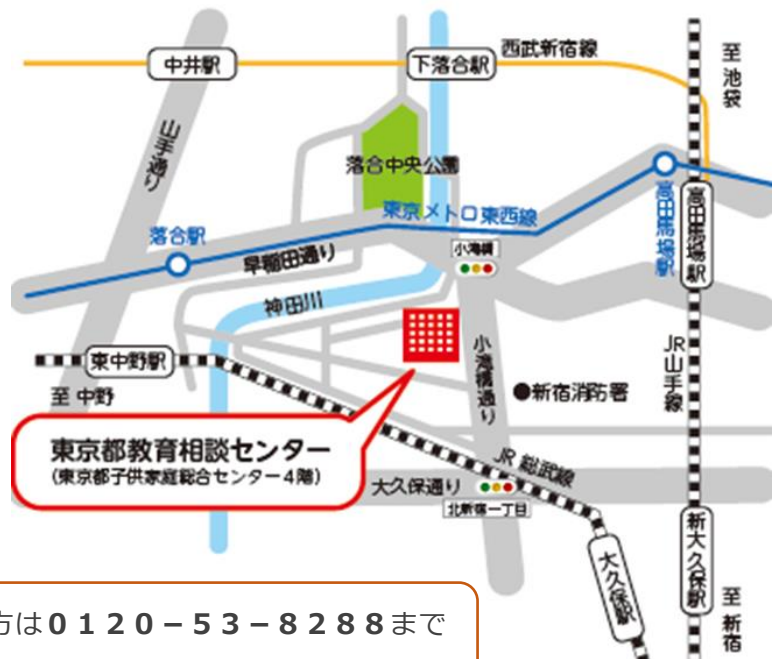 中井駅
下落合駅
西武新宿線
至 池袋
山手通り
落合中央公園
落合駅
東京メトロ東西線
高田馬場駅
高田馬場駅
早稲田通り
小滝橋
神田川
東中野駅
至 中野
小滝橋通り
●新宿消防署
JR山手線
東京都教育相談センター
(東京都子供家庭総合センター4階)
JR 総武線
大久保通り
北新宿一丁目
大久保駅
新大久保駅
至 新宿
方は0120-53-8288まで